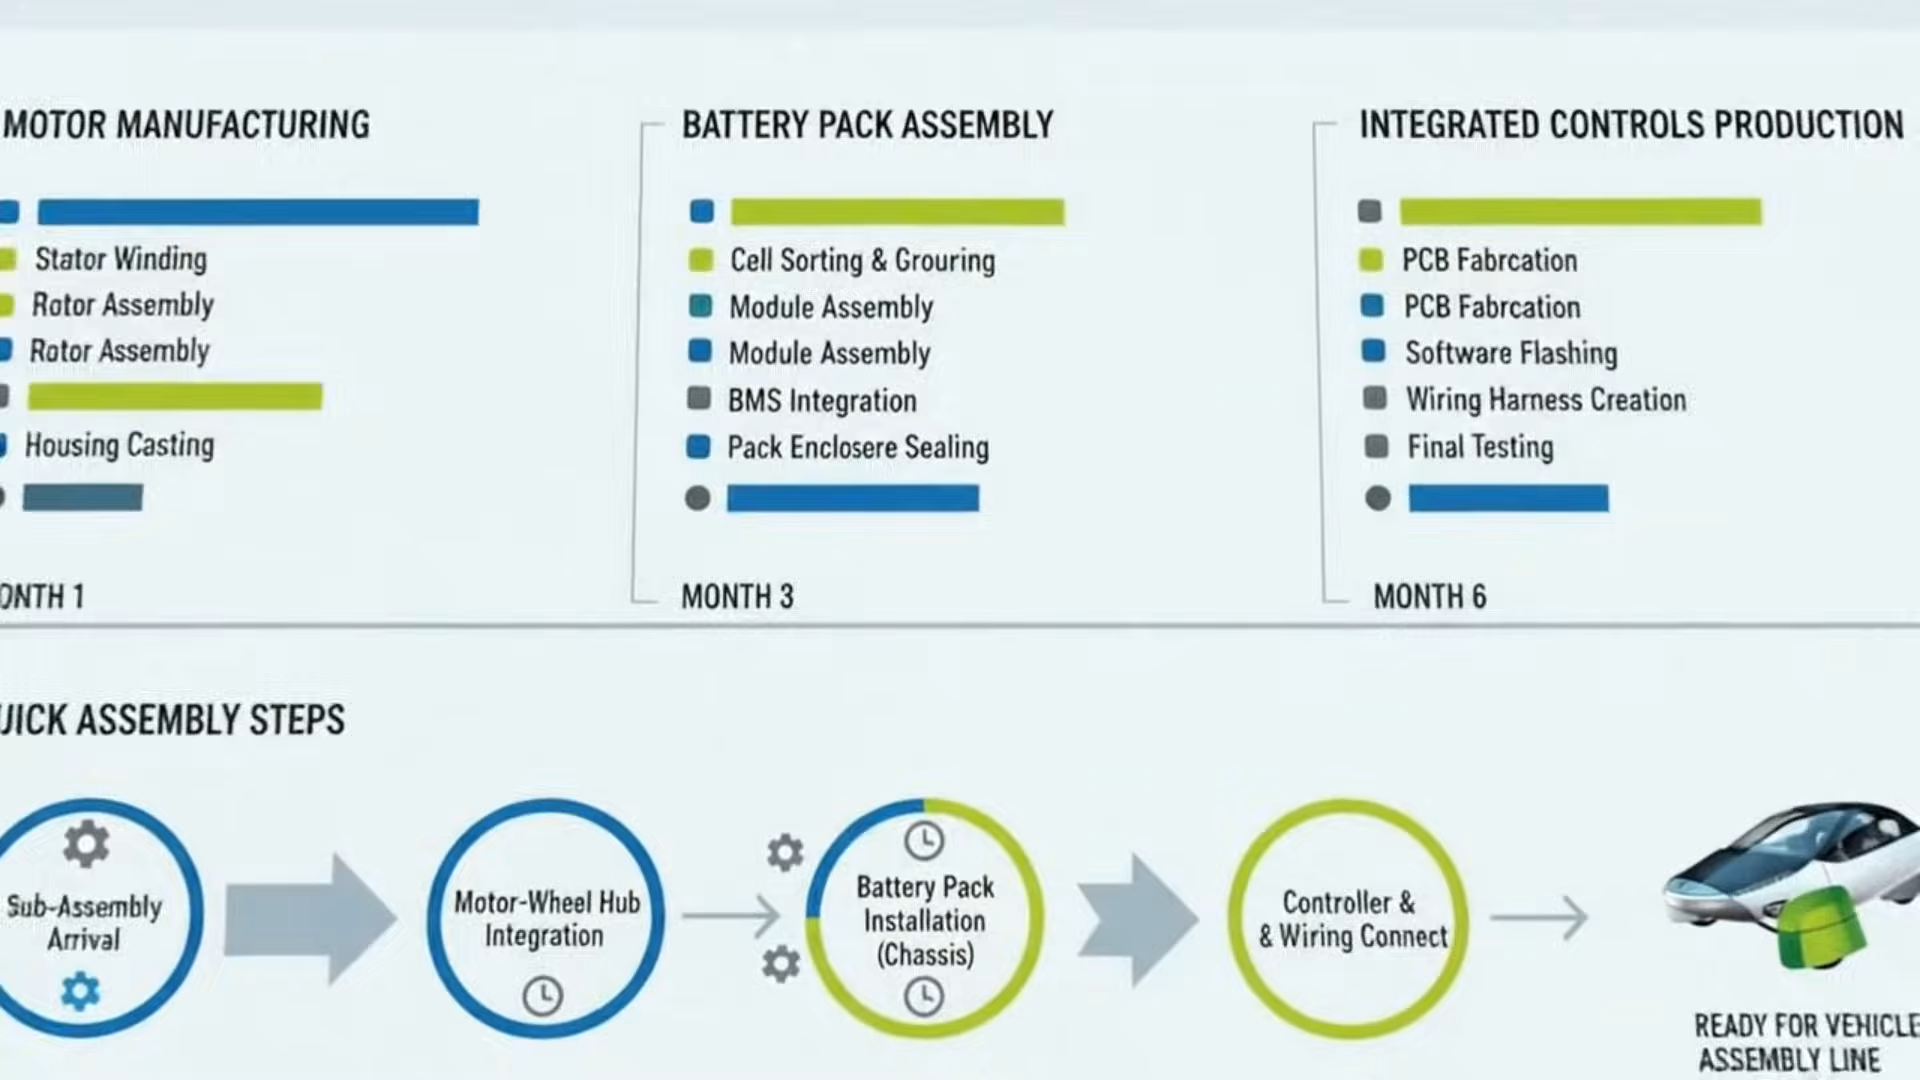 MOTOR MANUFACTURING
Stator Winding
Rotor Assembly
Rotor Assembly
Housing Casting
ONTH 1
BATTERY PACK ASSEMBLY
Cell Sorting & Grouring
Module Assembly
Module Assembly
BMS Integration
Pack Enclosere Sealing
MONTH 3
INTEGRATED CONTROLS PRODUCTION
PCB Fabrcation
PCB Fabrcation
Software Flashing
Wiring Harness Creation
Final Testing
MONTH 6
UICK ASSEMBLY STEPS
Sub-Assembly
Arrival
Motor-Wheel Hub
Integration
Battery Pack
Installation
(Chassis)
Controller &
& Wiring Connect
READY FOR VEHICLE
ASSEMBLY LINE